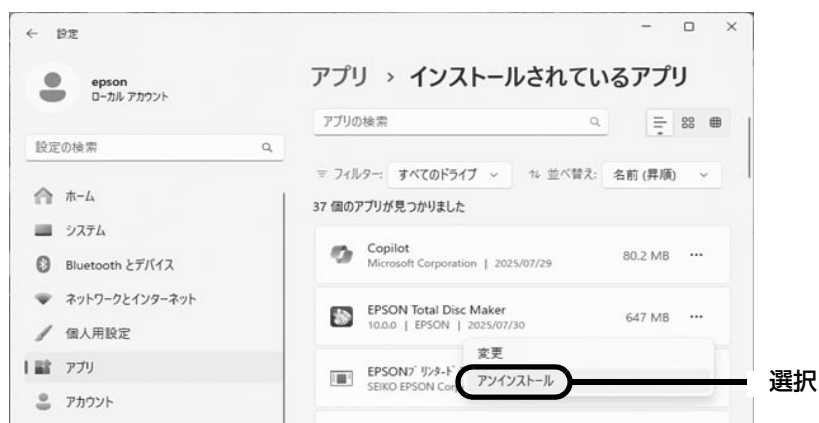 設定
epson
ローカル アカウント
設定の検索
ホーム
システム
Bluetooth とデバイス
ネットワークとインターネット
個人用設定
アプリ
アカウント
アプリ › インストールされているアプリ
アプリの検索
フィルター: すべてのドライブ
並べ替え: 名前 (昇順)
37 個のアプリが見つかりました
Copilot
Microsoft Corporation | 2025/07/29
80.2 MB
EPSON Total Disc Maker
10.0.0 | EPSON | 2025/07/30
647 MB
変更
アンインストール
選択
EPSONプリンタード
SEIKO EPSON